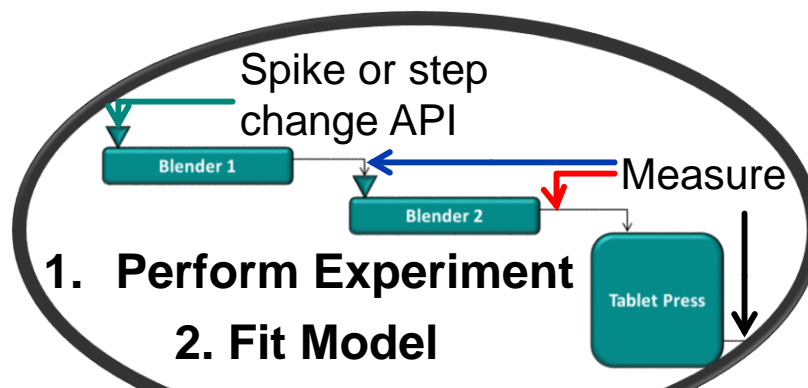 Spike or step
change API
Blender 1
Measure
Blender 2
1. Perform Experiment
Tablet Press
2. Fit Model